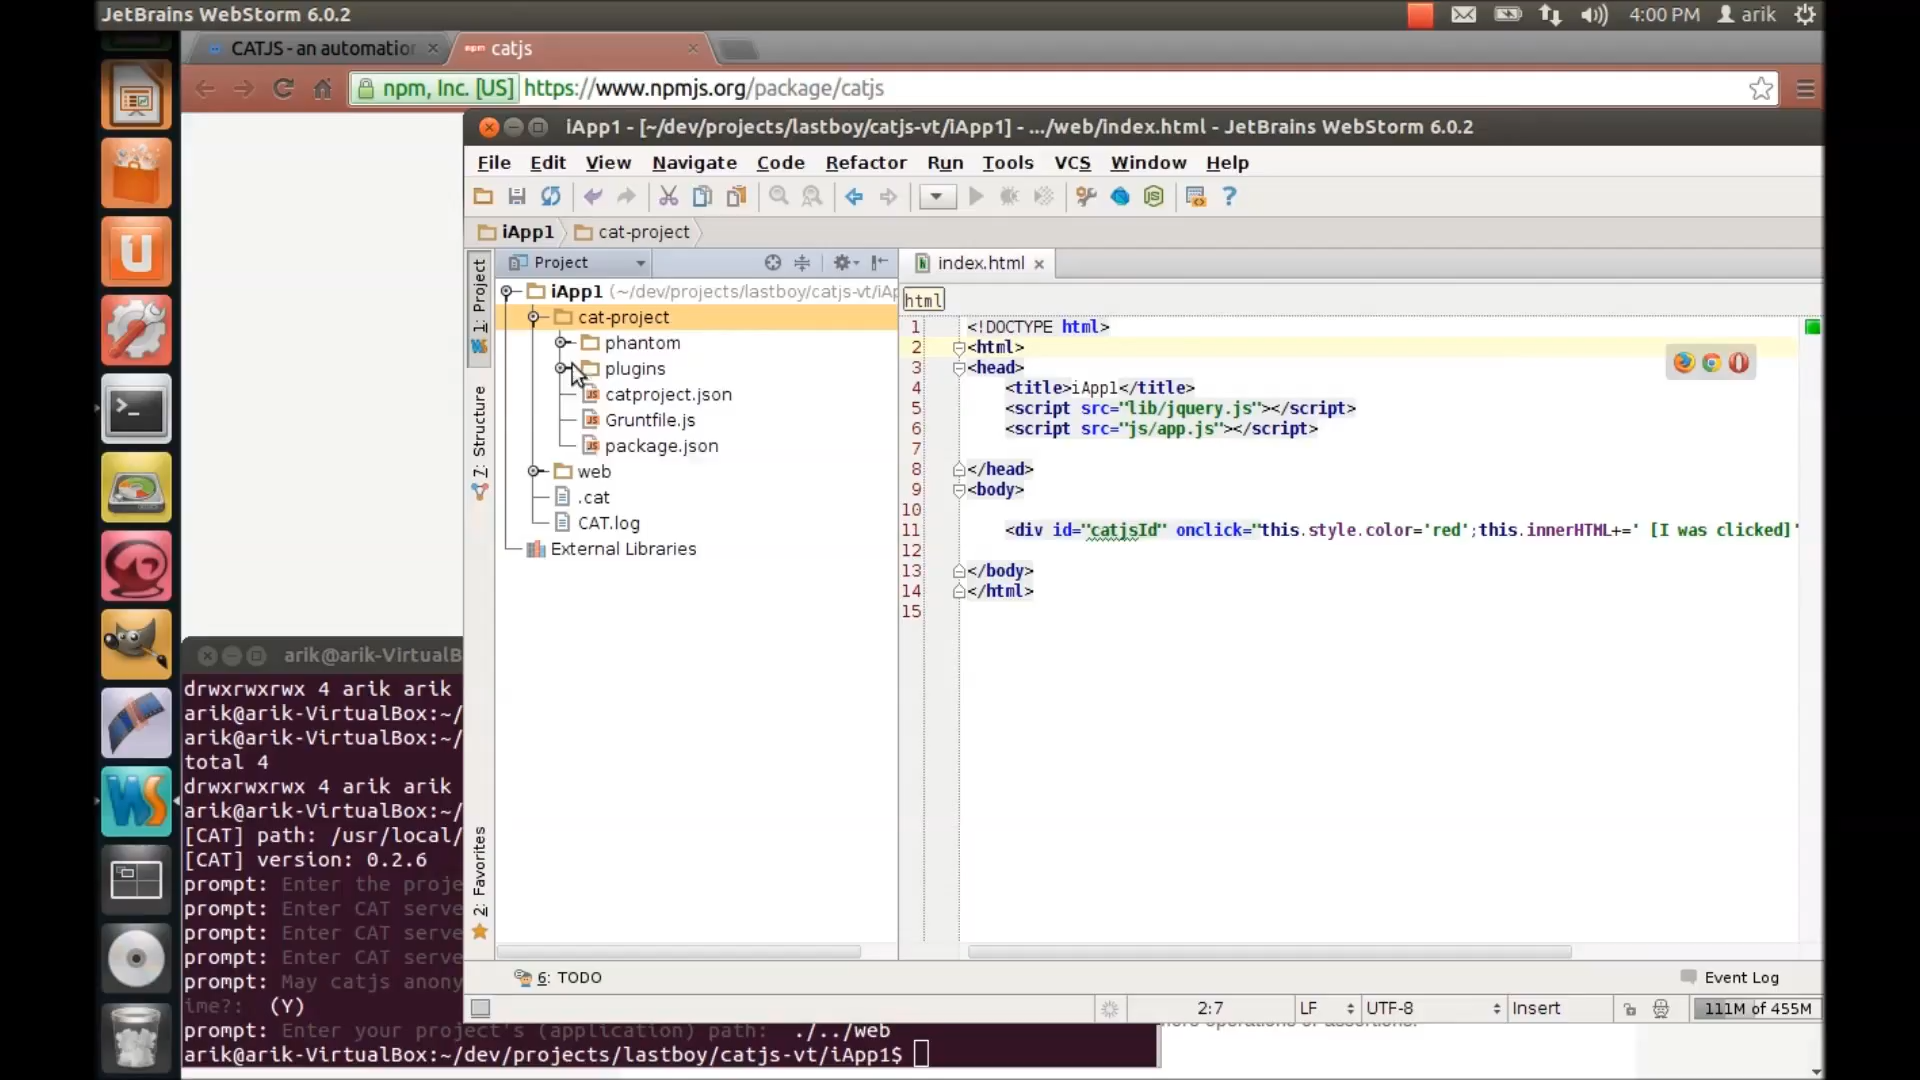 JetBrains WebStorm 6.0.2
4:00 PM arik
CATJS - an automation
npm catjs
npm, Inc. [US] https://www.npmjs.org/package/catjs
iApp1 - [~/dev/projects/lastboy/catjs-vt/iApp1] - .../web/index.html - JetBrains WebStorm 6.0.2
File Edit View Navigate Code Refactor Run Tools VCS Window Help
iApp1 cat-project
1: Project
7: Structure
2: Favorites
Project
iApp1 (~/dev/projects/lastboy/catjs-vt/iAp
cat-project
phantom
plugins
catproject.json
Gruntfile.js
package.json
web
.cat
CAT.log
External Libraries
index.html
html
1 <!DOCTYPE html>
2 <html>
3 <head>
4 <title>iApp1</title>
5 <script src="lib/jquery.js"></script>
6 <script src="js/app.js"></script>
7
8 </head>
9 <body>
10
11 <div id="catjsId" onclick="this.style.color='red';this.innerHTML+=' [I was clicked]'
12
13 </body>
14 </html>
15
6: TODO
Event Log
2:7 LF UTF-8 Insert 111M of 455M
arik@arik-VirtualB
drwxrwxrwx 4 arik arik
arik@arik-VirtualBox:~/
arik@arik-VirtualBox:~/
total 4
drwxrwxrwx 4 arik arik
arik@arik-VirtualBox:~/
[CAT] path: /usr/local/
[CAT] version: 0.2.6
prompt: Enter the proje
prompt: Enter CAT serve
prompt: Enter CAT serve
prompt: Enter CAT serve
prompt: May catjs anony
ime?: (Y)
prompt: Enter your project's (application) path: ./../web
arik@arik-VirtualBox:~/dev/projects/lastboy/catjs-vt/iApp1$